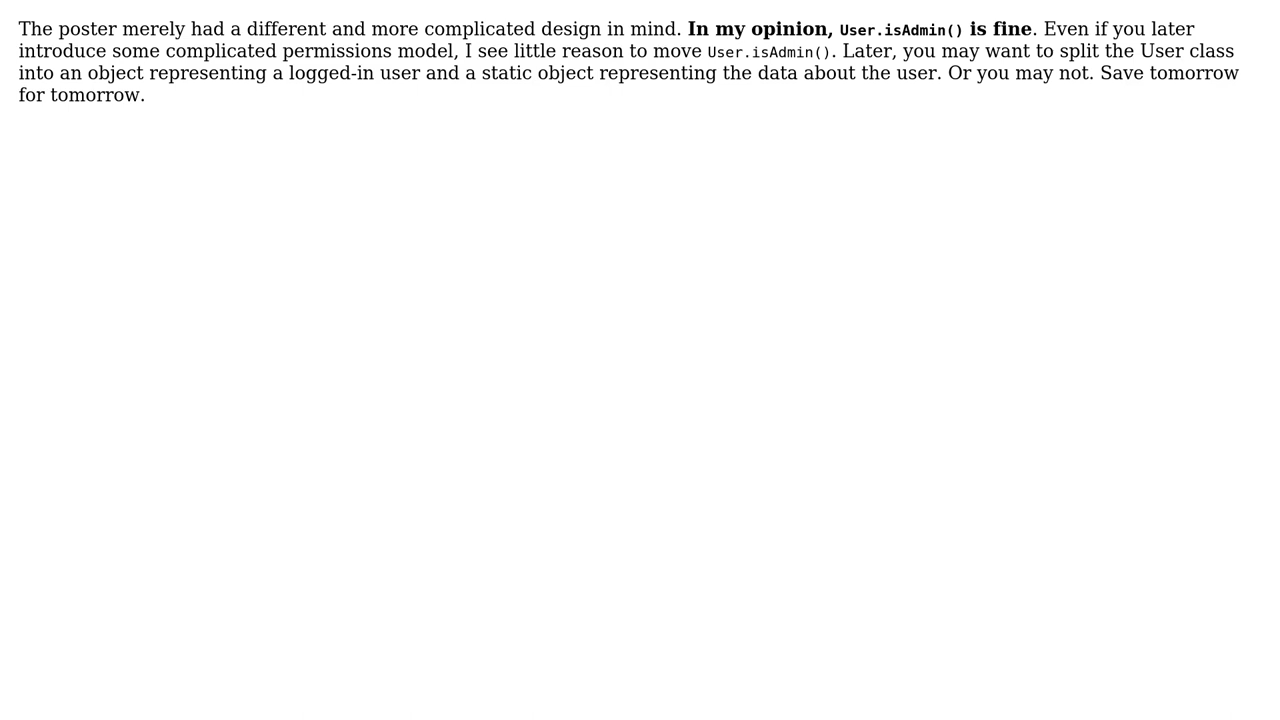 The poster merely had a different and more complicated design in mind. In my opinion, User.isAdmin() is fine. Even if you later
introduce some complicated permissions model, I see little reason to move User.isAdmin(). Later, you may want to split the User class
into an object representing a logged-in user and a static object representing the data about the user. Or you may not. Save tomorrow
for tomorrow.